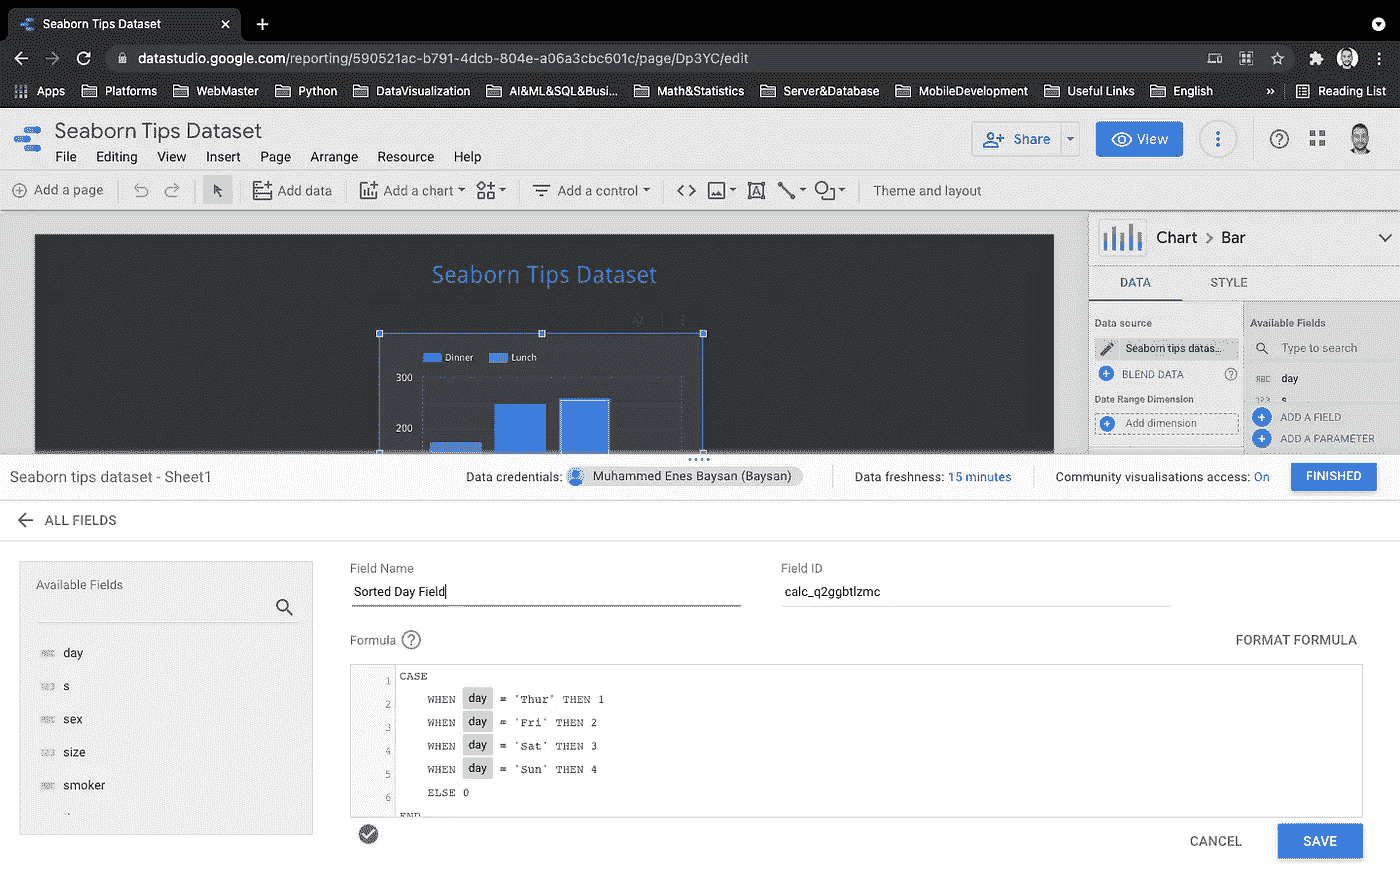 Seaborn Tips Dataset
datastudio.google.com/reporting/590521ac-b791-4dcb-804e-a06a3cbc601c/page/Dp3YC/edit
Apps Platforms WebMaster Python DataVisualization AI&ML&SQL&Busi... Math&Statistics Server&Database MobileDevelopment Useful Links English » Reading List
Seaborn Tips Dataset
Share View
File Editing View Insert Page Arrange Resource Help
Add a page Add data Add a chart Add a control Theme and layout
Chart > Bar
Seaborn Tips Dataset
DATA STYLE
Data source Available Fields
Seaborn tips datas... Type to search
Dinner Lunch
BLEND DATA
ABC day
300
123 s
Date Range Dimension
ADD A FIELD
Add dimension
200
ADD A PARAMETER
Seaborn tips dataset - Sheet1 Data credentials: Muhammed Enes Baysan (Baysan) Data freshness: 15 minutes Community visualisations access: On FINISHED
ALL FIELDS
Field Name Field ID
Available Fields
Sorted Day Field calc_q2ggbtlzmc
Formula FORMAT FORMULA
ABC day
123 s
ABC sex
123 size
ABC smoker
1 CASE
2 WHEN day = 'Thur' THEN 1
3 WHEN day = 'Fri' THEN 2
4 WHEN day = 'Sat' THEN 3
5 WHEN day = 'Sun' THEN 4
6 ELSE 0
END
CANCEL SAVE